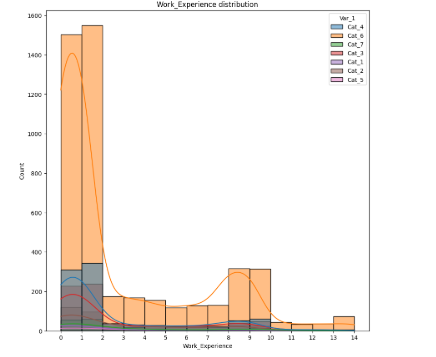 Work_Experience distribution
Var_1
Cat_4
Cat_6
Cat_7
Cat_3
Cat_1
Cat_2
Cat_5
1600
1400
1200
1000
800
600
400
200
0
Count
0 1 2 3 4 5 6 7 8 9 10 11 12 13 14
Work_Experience